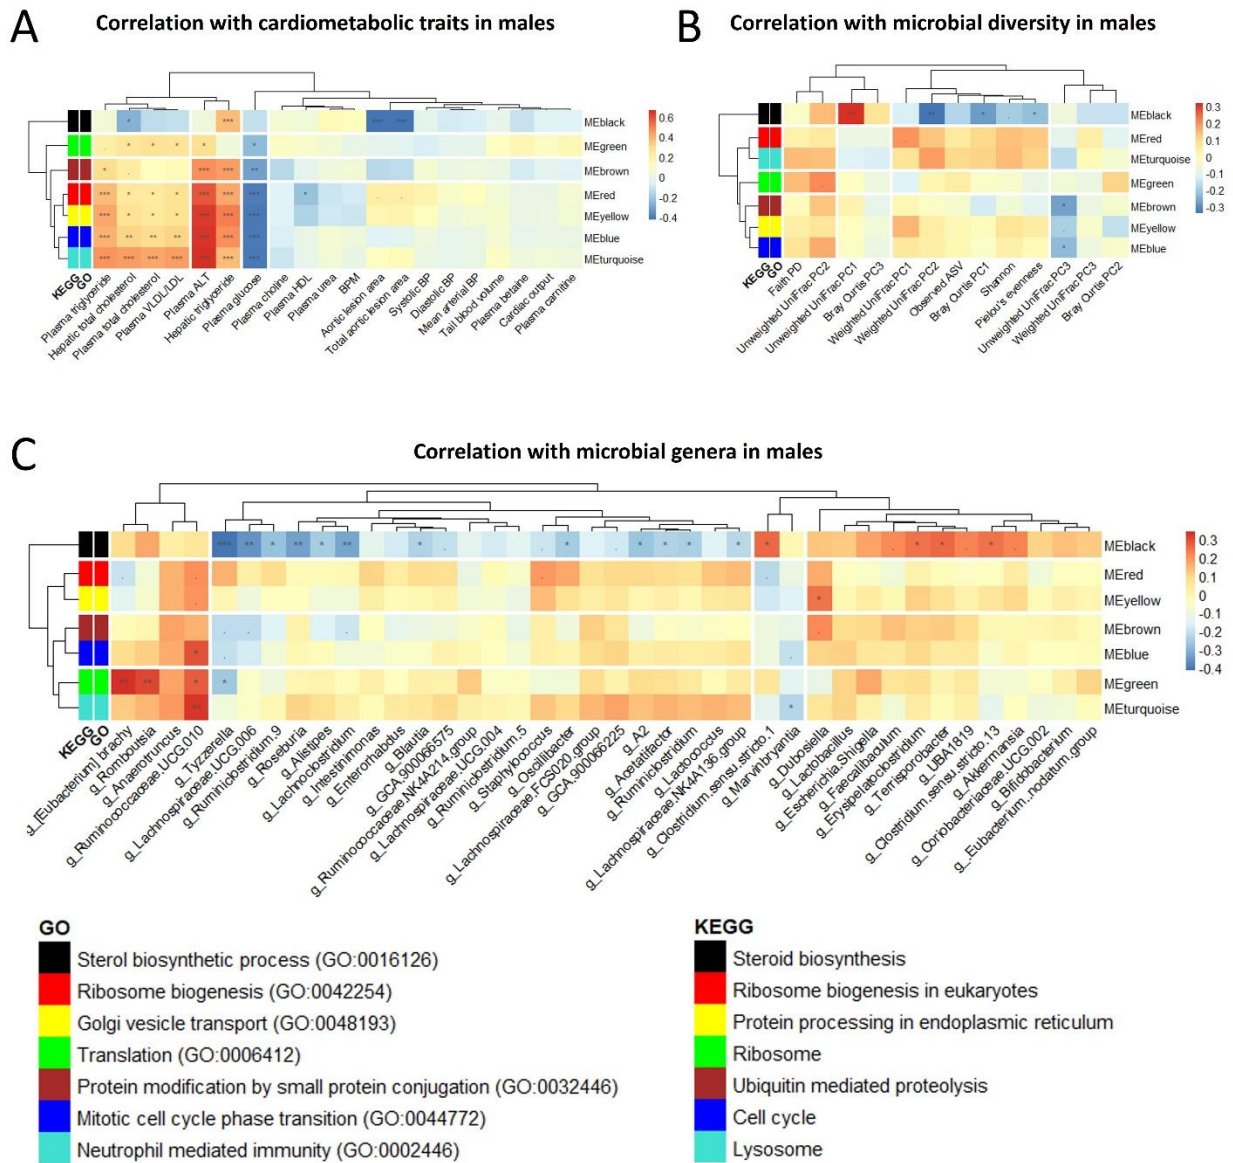 A
Correlation with cardiometabolic traits in males
MEblack
MEgreen
MEbrown
MEred
MEyellow
MEblue
MEturquoise
0.6
0.4
0.2
0
-0.2
-0.4
KEGG
GO
Plasma triglyceride
Hepatic total cholesterol
Plasma total cholesterol
Plasma VLDL/LDL
Plasma ALT
Hepatic triglyceride
Plasma glucose
Plasma choline
Plasma HDL
Plasma urea
BPM
Aortic lesion area
Total aortic lesion area
Systolic BP
Diastolic BP
Mean arterial BP
Tail blood volume
Plasma betaine
Cardiac output
Plasma carnitine
B
Correlation with microbial diversity in males
MEblack
MEred
MEturquoise
MEgreen
MEbrown
MEyellow
MEblue
0.3
0.2
0.1
0
-0.1
-0.2
-0.3
KEGG
GO
Faith PD
Unweighted UniFrac PC2
Unweighted UniFrac PC1
Bray Curtis PC3
Weighted UniFrac PC1
Weighted UniFrac PC2
Observed ASV
Bray Curtis PC1
Shannon
Pielou's evenness
Unweighted UniFrac PC3
Weighted UniFrac PC3
Bray Curtis PC2
C
Correlation with microbial genera in males
MEblack
MEred
MEyellow
MEbrown
MEblue
MEgreen
MEturquoise
0.3
0.2
0.1
0
-0.1
-0.2
-0.3
-0.4
KEGG
GO
g_[Eubacterium] brachy
g_Romboutsia
g_Anaerotruncus
g_Ruminococcaceae.UCG.010
g_Tyzzerella
g_Lachnospiraceae.UCG.006
g_Ruminiclostridium.9
g_Roseburia
g_Alistipes
g_Lachnoclostridium
g_Intestinimonas
g_Enterorhabdus
g_Blautia
g_GCA.900066575
g_Ruminococcaceae.NK4A214.group
g_Lachnospiraceae.UCG.004
g_Ruminiclostridium.5
g_Staphylococcus
g_Oscillibacter
g_Lachnospiraceae.FCS020.group
g_GCA.900066225
g_A2
g_Acetatifactor
g_Ruminiclostridium
g_Lactococcus
g_Lachnospiraceae.NK4A136.group
g_Clostridium.sensu.stricto.1
g_Marvinbryantia
g_Dubosiella
g_Lactobacillus
g_Escherichia.Shigella
g_Faecalibaculum
g_Erysipelatoclostridium
g_Terrisporobacter
g_UBA1819
g_Clostridium.sensu.stricto.13
g_Akkermansia
g_Coriobacteriaceae.UCG.002
g_Bifidobacterium
g_.Eubacterium..nodatum.group
GO
Sterol biosynthetic process (GO:0016126)
Ribosome biogenesis (GO:0042254)
Golgi vesicle transport (GO:0048193)
Translation (GO:0006412)
Protein modification by small protein conjugation (GO:0032446)
Mitotic cell cycle phase transition (GO:0044772)
Neutrophil mediated immunity (GO:0002446)
KEGG
Steroid biosynthesis
Ribosome biogenesis in eukaryotes
Protein processing in endoplasmic reticulum
Ribosome
Ubiquitin mediated proteolysis
Cell cycle
Lysosome